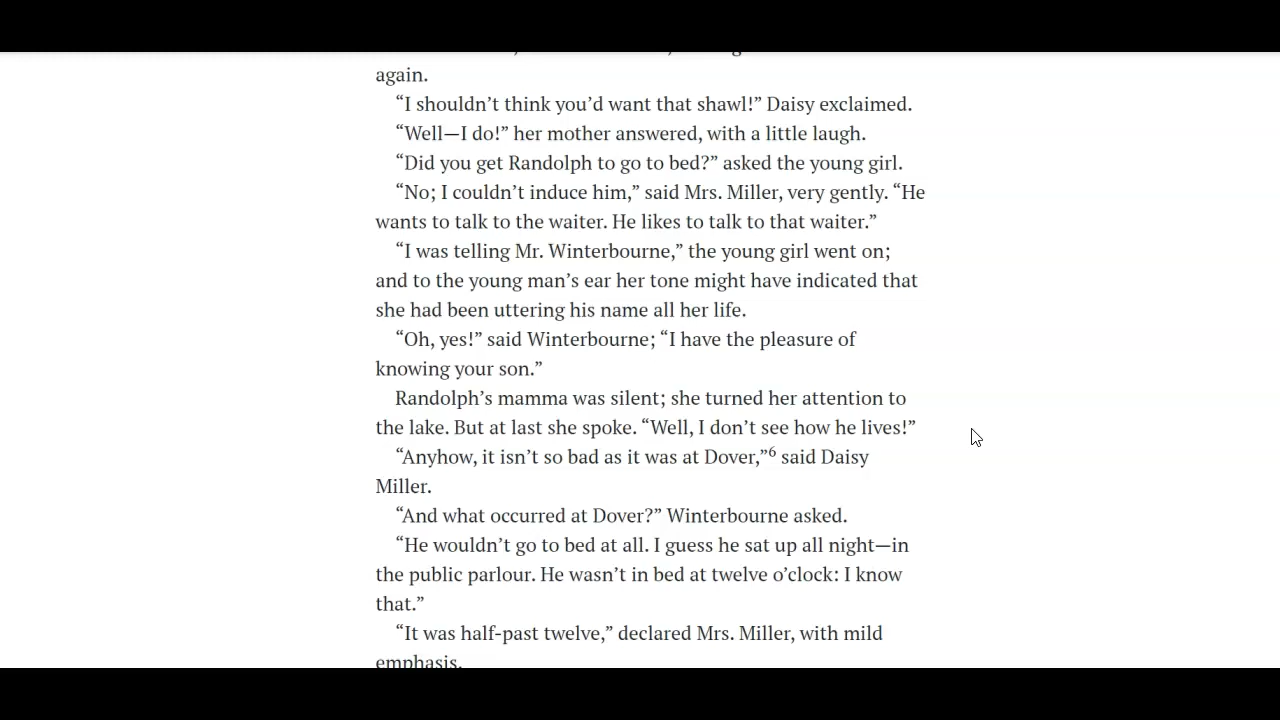 again.
“I shouldn’t think you’d want that shawl!” Daisy exclaimed.
“Well—I do!” her mother answered, with a little laugh.
“Did you get Randolph to go to bed?” asked the young girl.
“No; I couldn’t induce him,” said Mrs. Miller, very gently. “He
wants to talk to the waiter. He likes to talk to that waiter.”
“I was telling Mr. Winterbourne,” the young girl went on;
and to the young man’s ear her tone might have indicated that
she had been uttering his name all her life.
“Oh, yes!” said Winterbourne; “I have the pleasure of
knowing your son.”
Randolph’s mamma was silent; she turned her attention to
the lake. But at last she spoke. “Well, I don’t see how he lives!”
“Anyhow, it isn’t so bad as it was at Dover,”⁶ said Daisy
Miller.
“And what occurred at Dover?” Winterbourne asked.
“He wouldn’t go to bed at all. I guess he sat up all night—in
the public parlour. He wasn’t in bed at twelve o’clock: I know
that.”
“It was half-past twelve,” declared Mrs. Miller, with mild
emphasis.